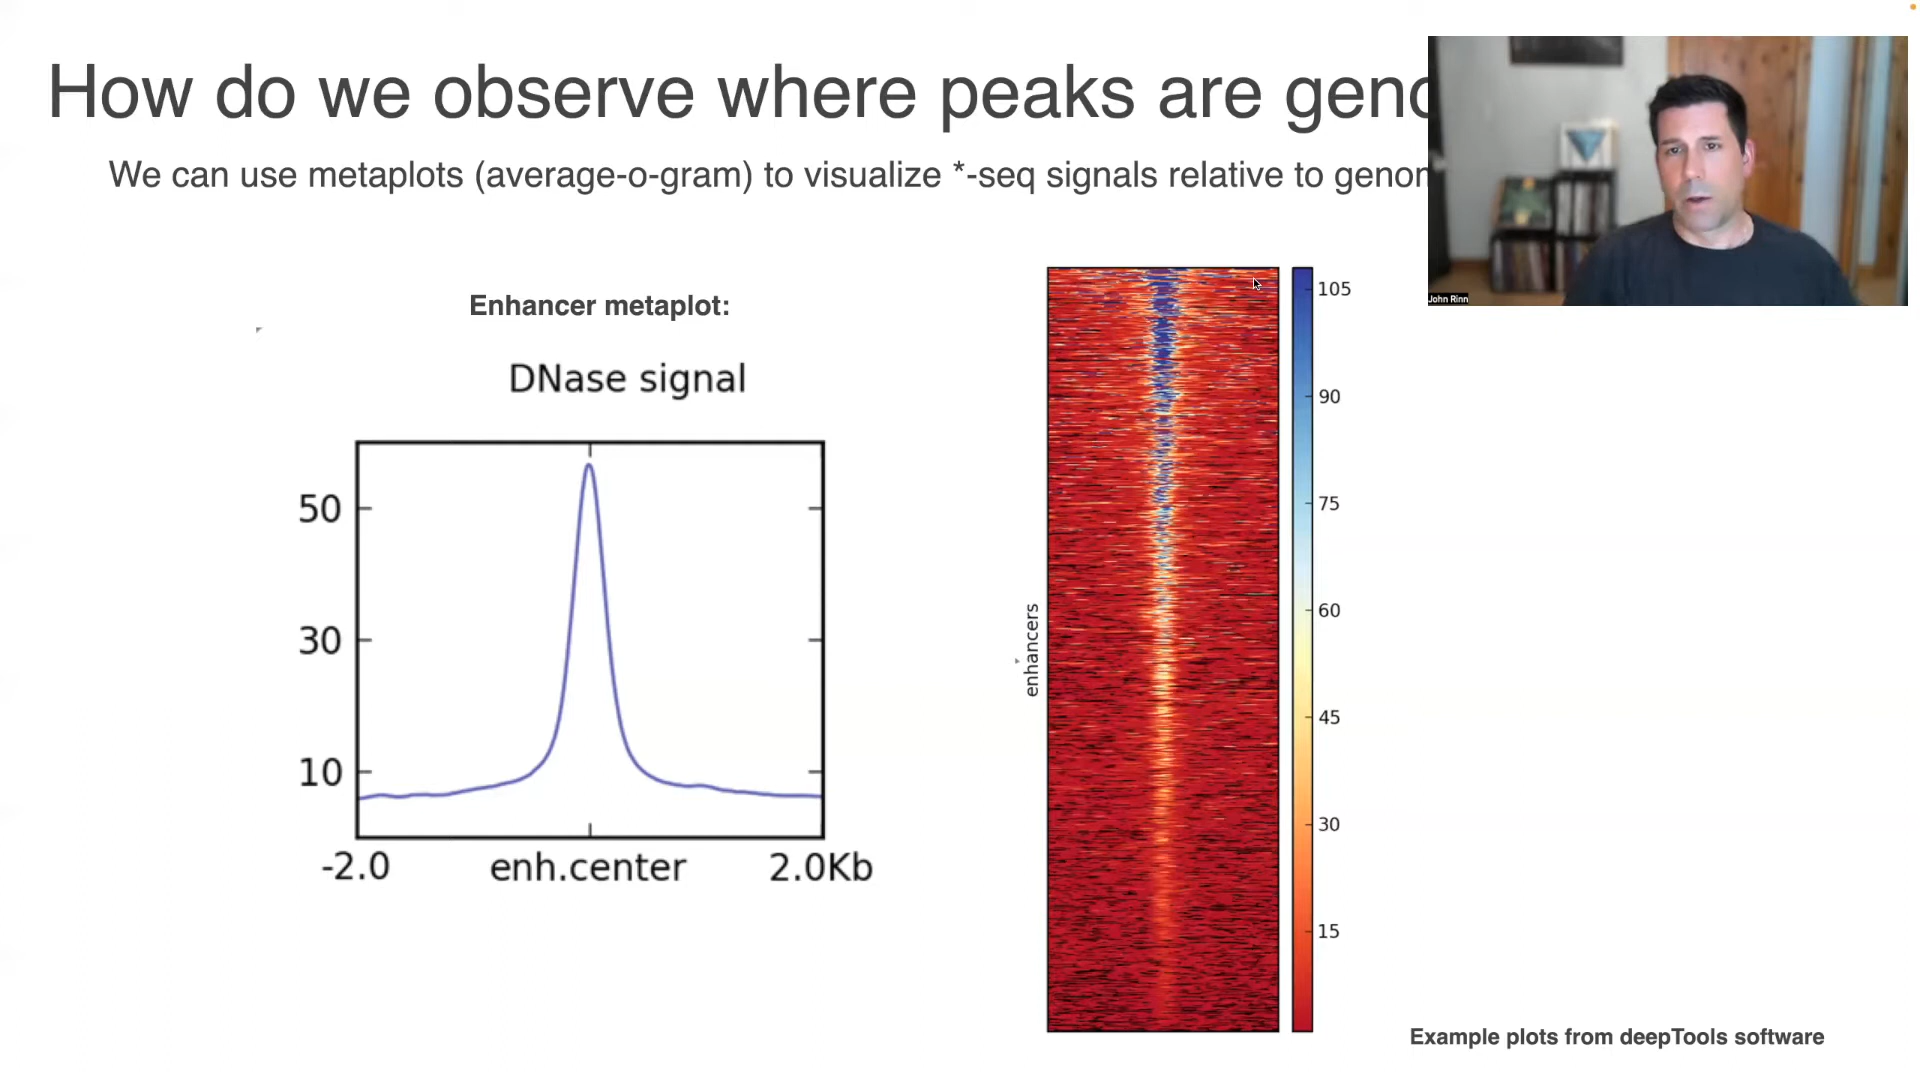 How do we observe where peaks are geno
We can use metaplots (average-o-gram) to visualize *-seq signals relative to genom
John Rinn
Enhancer metaplot:
DNase signal
50
30
10
-2.0
enh.center
2.0Kb
enhancers
105
90
75
60
45
30
15
Example plots from deepTools software